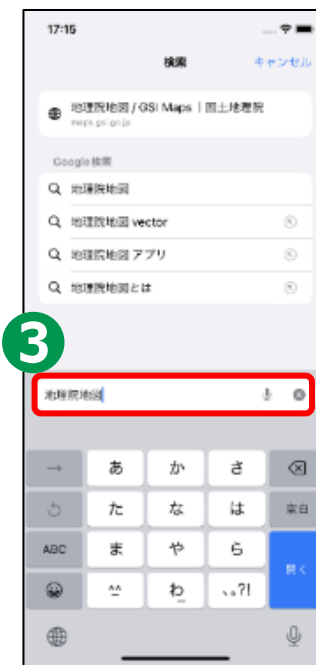 17:15
検索
キャンセル
地理院地図 / GSI Maps | 国土地理院
maps.gsi.go.jp
Google 検索
地理院地図
地理院地図 vector
地理院地図 アプリ
地理院地図とは
3
地理院地図
→ あ か さ
た な は 空白
ABC ま や ら
^^ わ 、。?!
開く